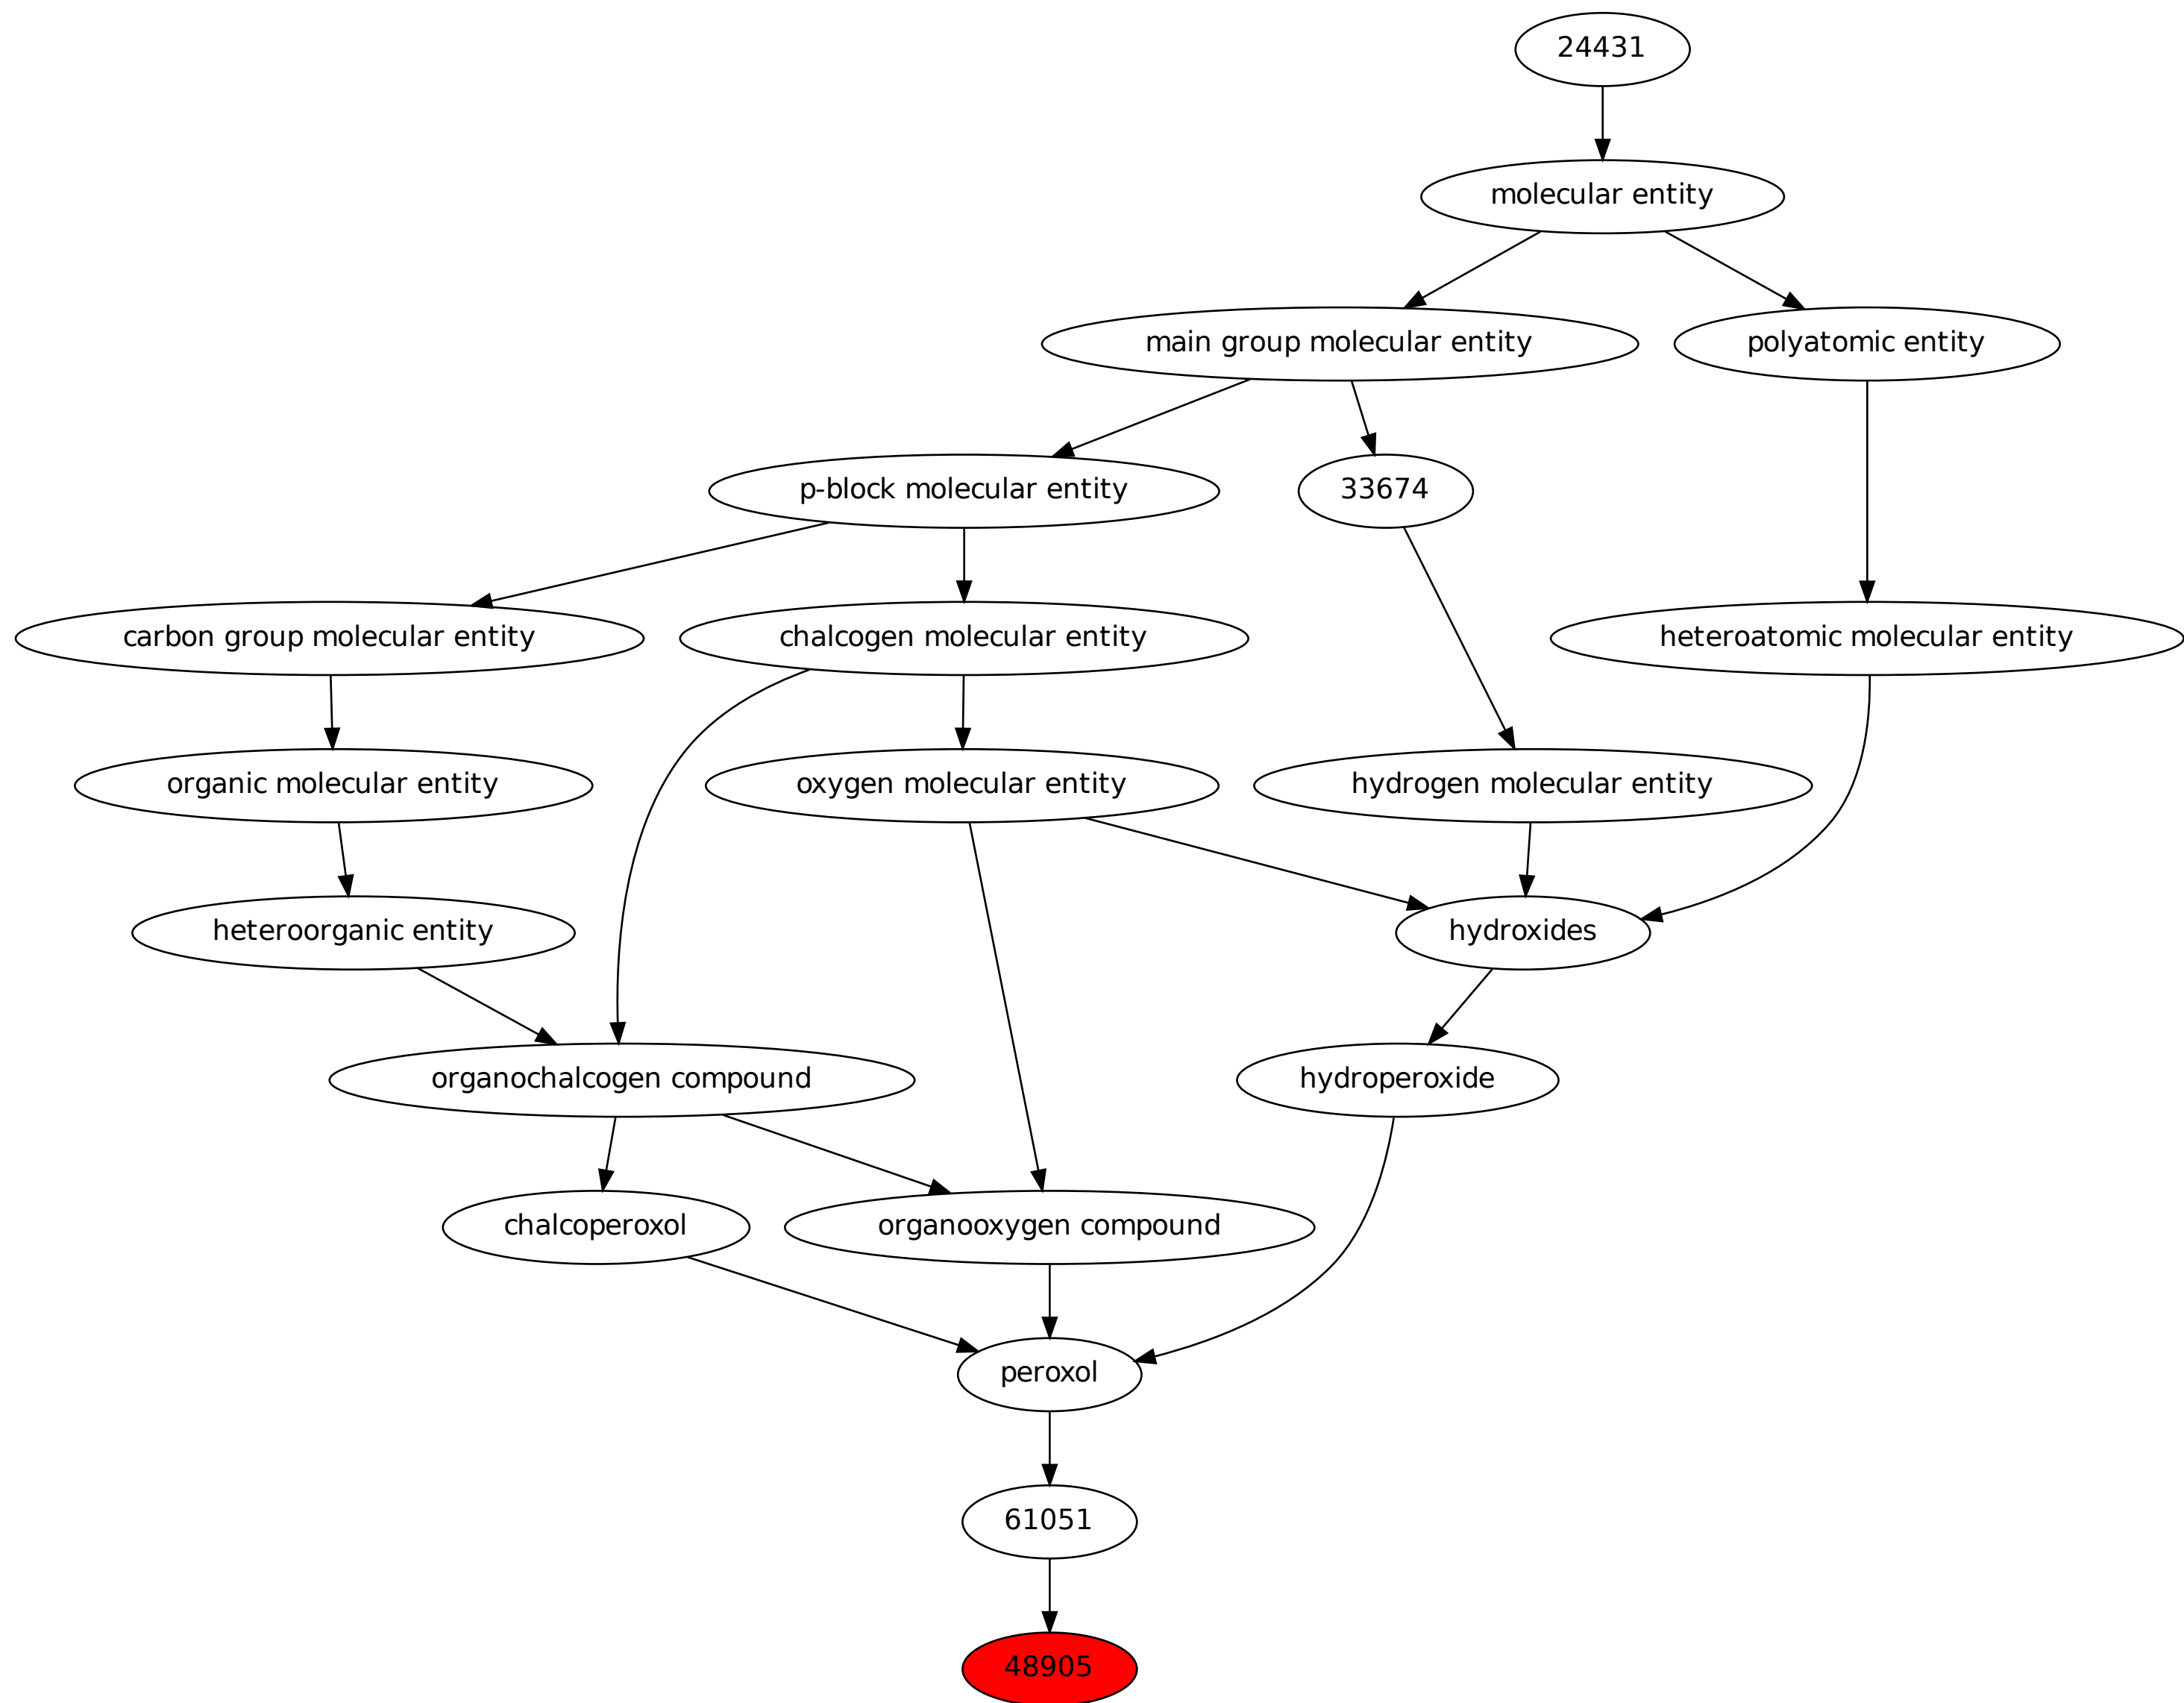 24431
molecular entity
main group molecular entity
polyatomic entity
p-block molecular entity
33674
carbon group molecular entity
chalcogen molecular entity
heteroatomic molecular entity
organic molecular entity
oxygen molecular entity
hydrogen molecular entity
heteroorganic entity
hydroxides
organochalcogen compound
hydroperoxide
chalcoperoxol
organooxygen compound
peroxol
61051
48905